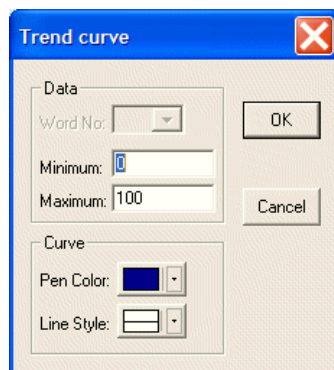 Trend curve
Data
Word No:
OK
Minimum: 0
Maximum: 100
Cancel
Curve
Pen Color:
Line Style: